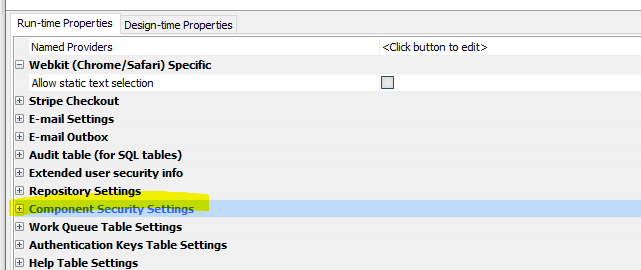 Run-time Properties Design-time Properties
Named Providers <Click button to edit>
Webkit (Chrome/Safari) Specific
Allow static text selection
Stripe Checkout
E-mail Settings
E-mail Outbox
Audit table (for SQL tables)
Extended user security info
Repository Settings
Component Security Settings
Work Queue Table Settings
Authentication Keys Table Settings
Help Table Settings